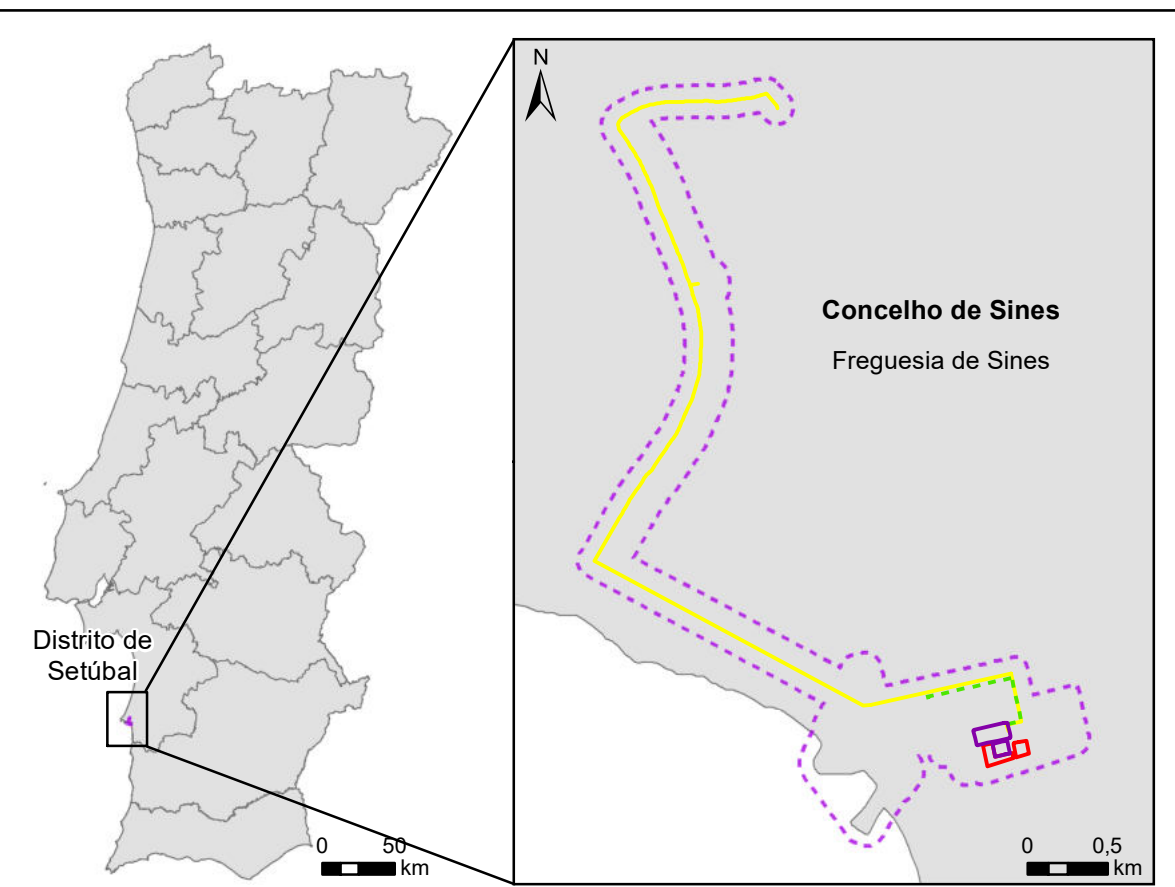 N
Concelho de Sines
Freguesia de Sines
Distrito de
Setúbal
0 50
km
0 0,5
km